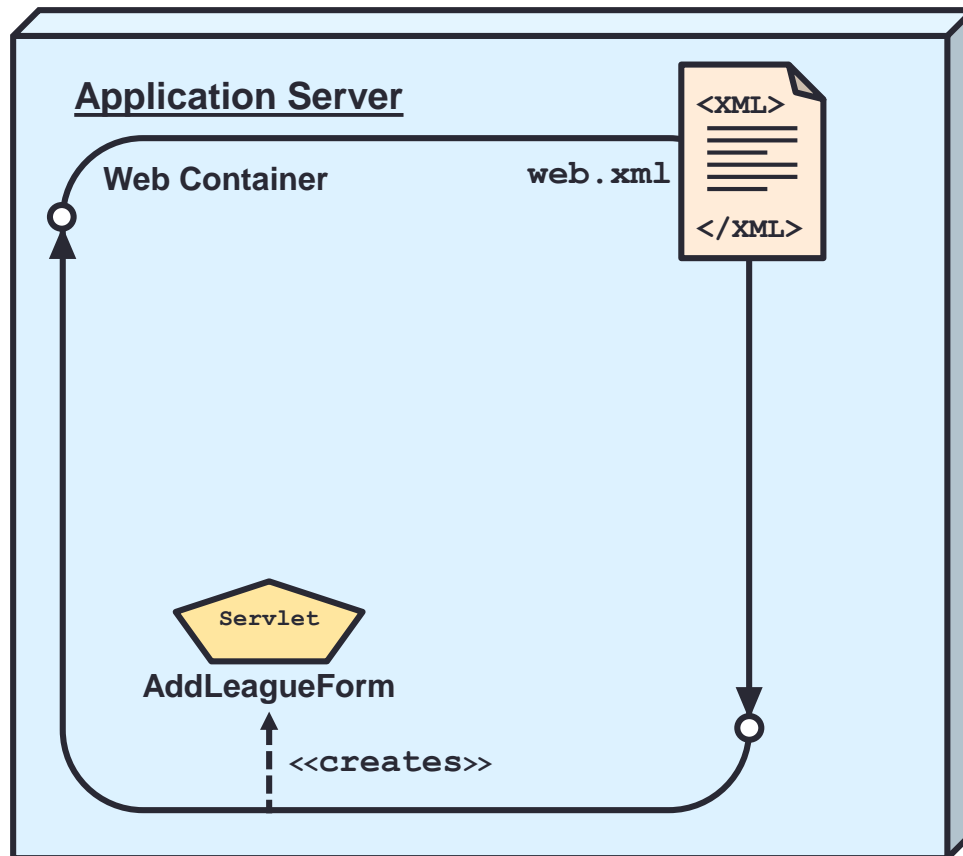 Application Server
<XML>
Web Container
web.xml
</XML>
Servlet
AddLeagueForm
<<creates>>